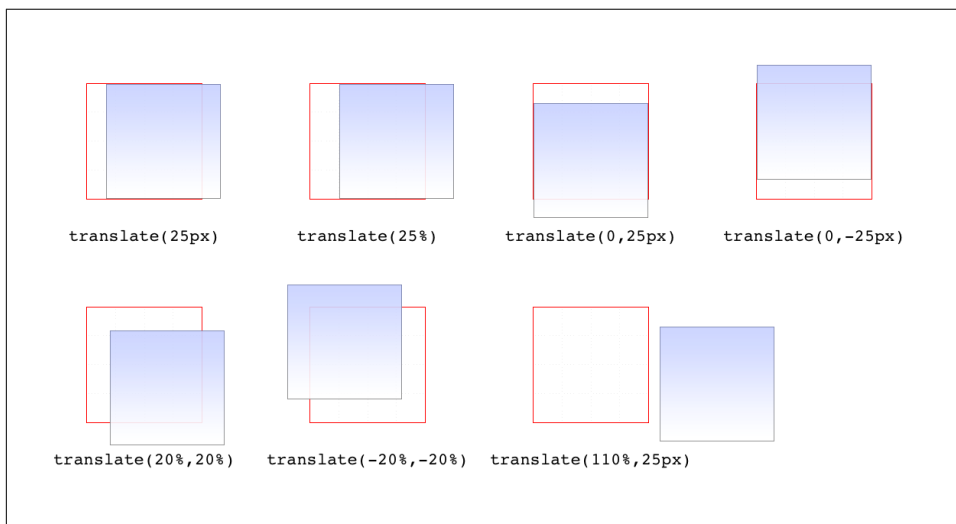 translate(25px)
translate(25%)
translate(0,25px)
translate(0,-25px)
translate(20%,20%)
translate(-20%,-20%)
translate(110%,25px)